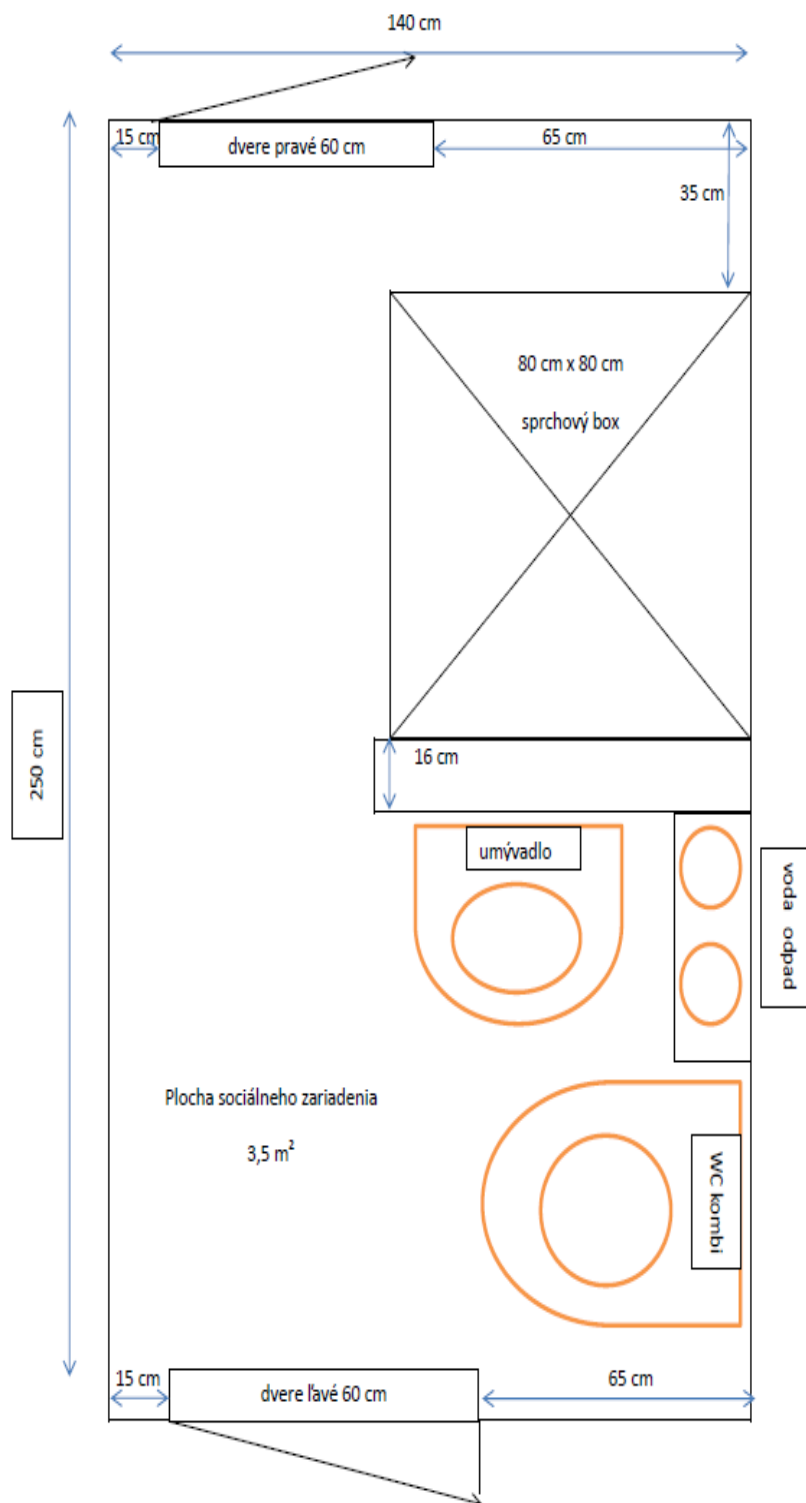 140 cm
15 cm
dvere pravé 60 cm
65 cm
35 cm
80 cm x 80 cm
sprchový box
250 cm
16 cm
umývadlo
voda odpad
Plocha sociálneho zariadenia
3,5 m²
WC kombi
15 cm
dvere ľavé 60 cm
65 cm